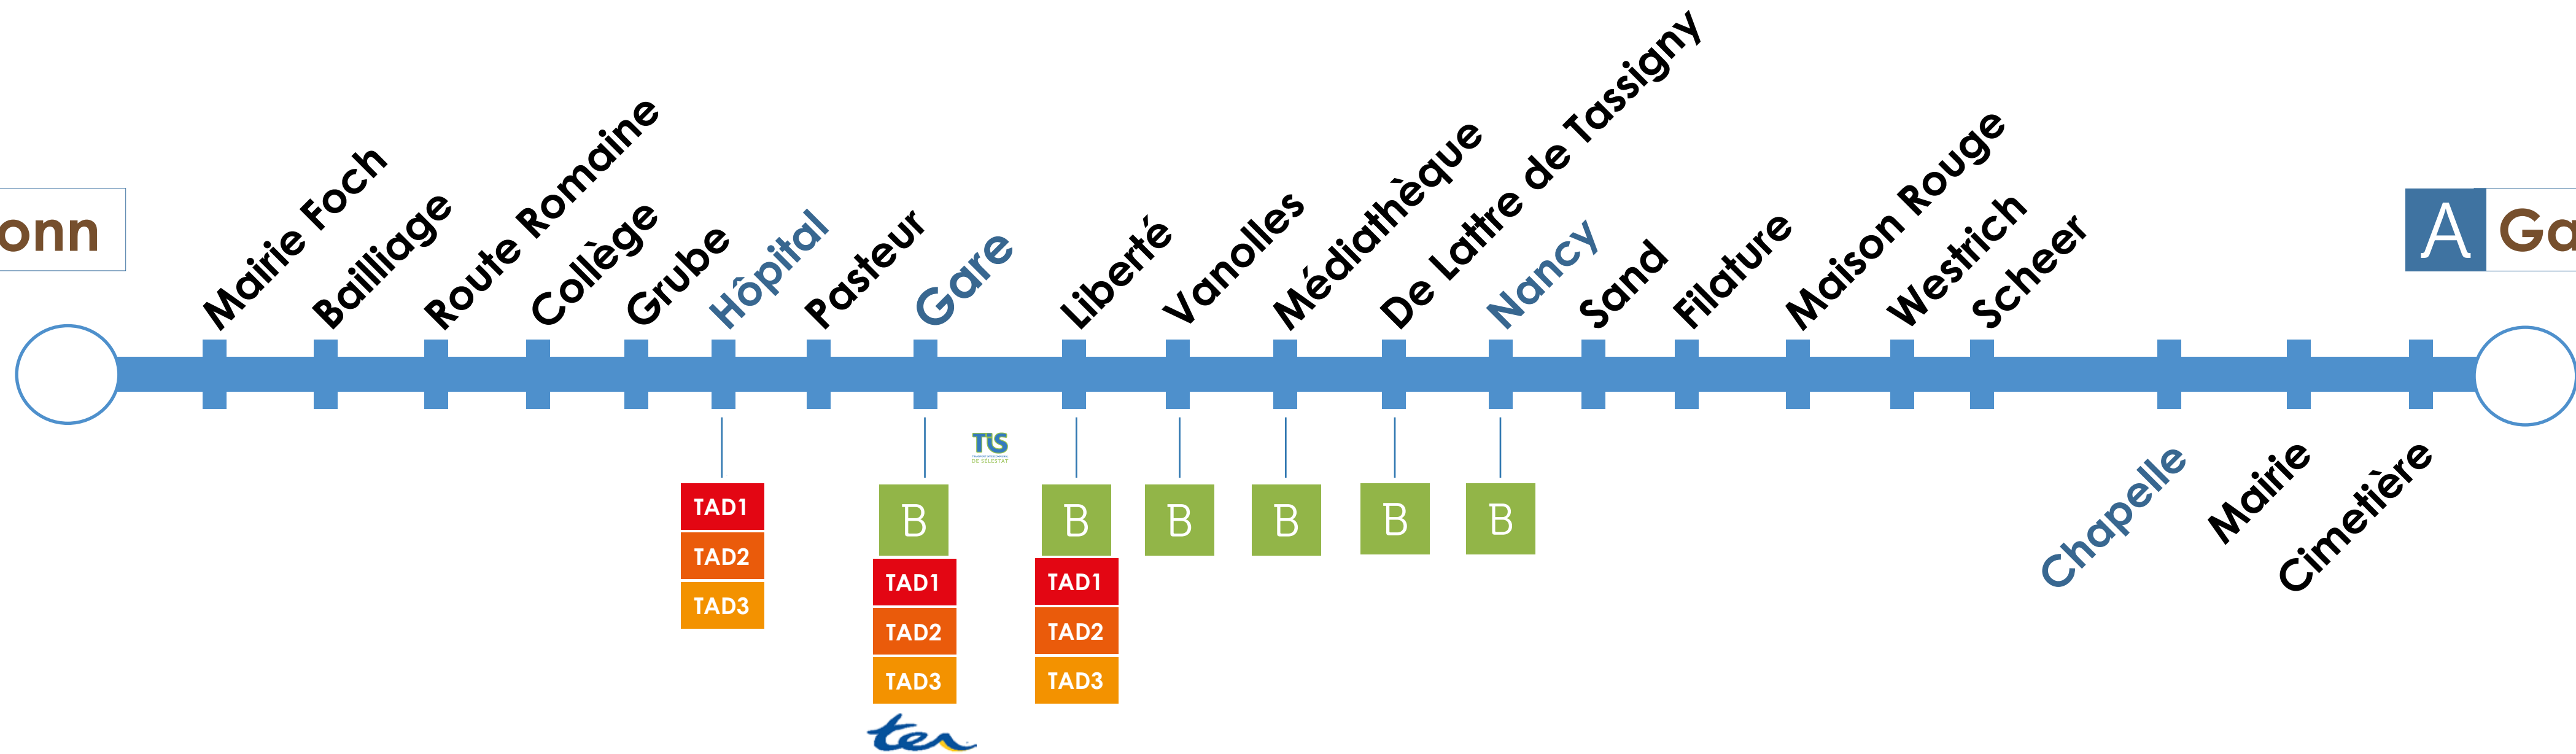 onn
Mairie Foch
Bailliage
Route Romaine
Collège
Grube
Hôpital
Pasteur
Gare
Liberté
Vanolles
Médiathèque
De Lattre de Tassigny
Nancy
Sand
Filature
Maison Rouge
Westrich
Scheer
A Ga
Chapelle
Mairie
Cimetière
TAD1
TAD2
TAD3
TIS
DE SELESTAT
B
TAD1
TAD2
TAD3
ter
B
TAD1
TAD2
TAD3
B
B
B
B